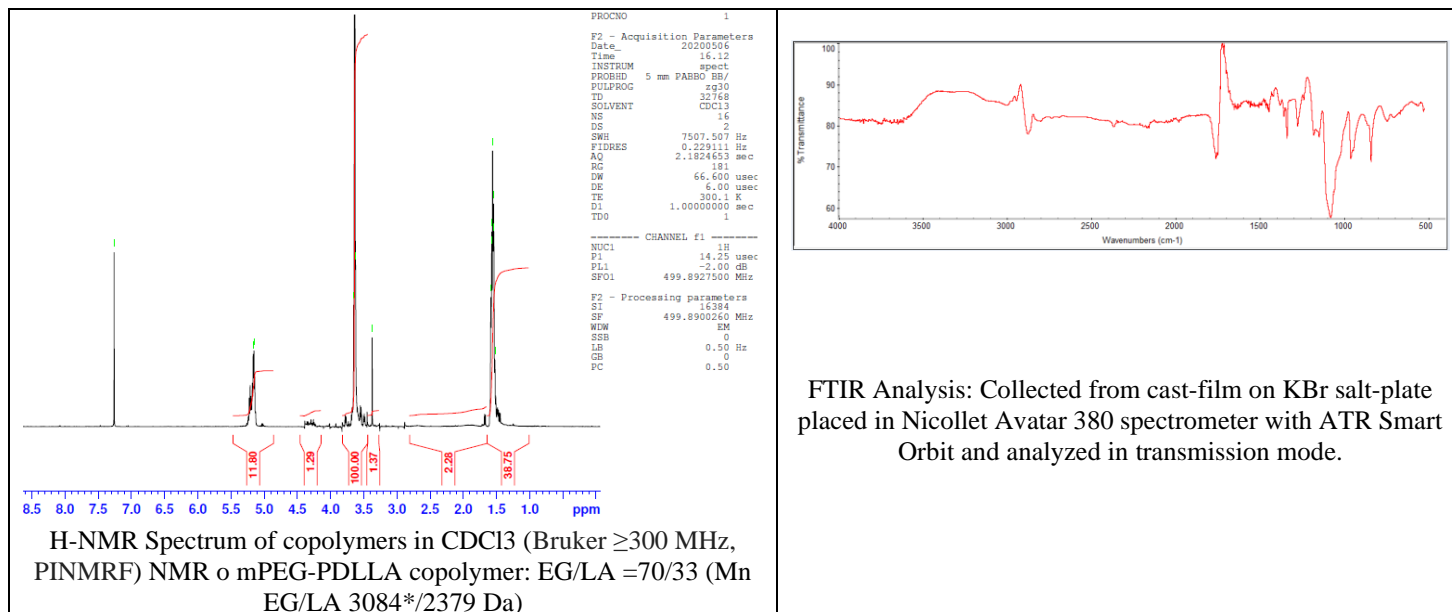 PROCNO 1
F2 - Acquisition Parameters
Date_ 20200506
Time 16.12
INSTRUM spect
PROBHD 5 mm PABBO BB/
PULPROG zg30
TD 32768
SOLVENT CDCl3
NS 16
DS 2
SWH 7507.507 Hz
FIDRES 0.229111 Hz
AQ 2.1824653 sec
RG 181
DW 66.600 usec
DE 6.00 usec
TE 300.1 K
D1 1.00000000 sec
TD0 1
======== CHANNEL f1 ========
NUC1 1H
P1 14.25 usec
PL1 -2.00 dB
SFO1 499.8927500 MHz
F2 - Processing parameters
SI 16384
SF 499.8900260 MHz
WDW EM
SSB 0
LB 0.50 Hz
GB 0
PC 0.50
11.80 1.29 100.00 1.37 2.28 38.75
8.5 8.0 7.5 7.0 6.5 6.0 5.5 5.0 4.5 4.0 3.5 3.0 2.5 2.0 1.5 1.0 ppm
H-NMR Spectrum of copolymers in CDCl3 (Bruker ≥300 MHz,
PINMRF) NMR o mPEG-PDLLA copolymer: EG/LA =70/33 (Mn
EG/LA 3084*/2379 Da)
100
90
80
70
60
%Transmittance
4000 3500 3000 2500 2000 1500 1000 500
Wavenumbers (cm-1)
FTIR Analysis: Collected from cast-film on KBr salt-plate
placed in Nicollet Avatar 380 spectrometer with ATR Smart
Orbit and analyzed in transmission mode.